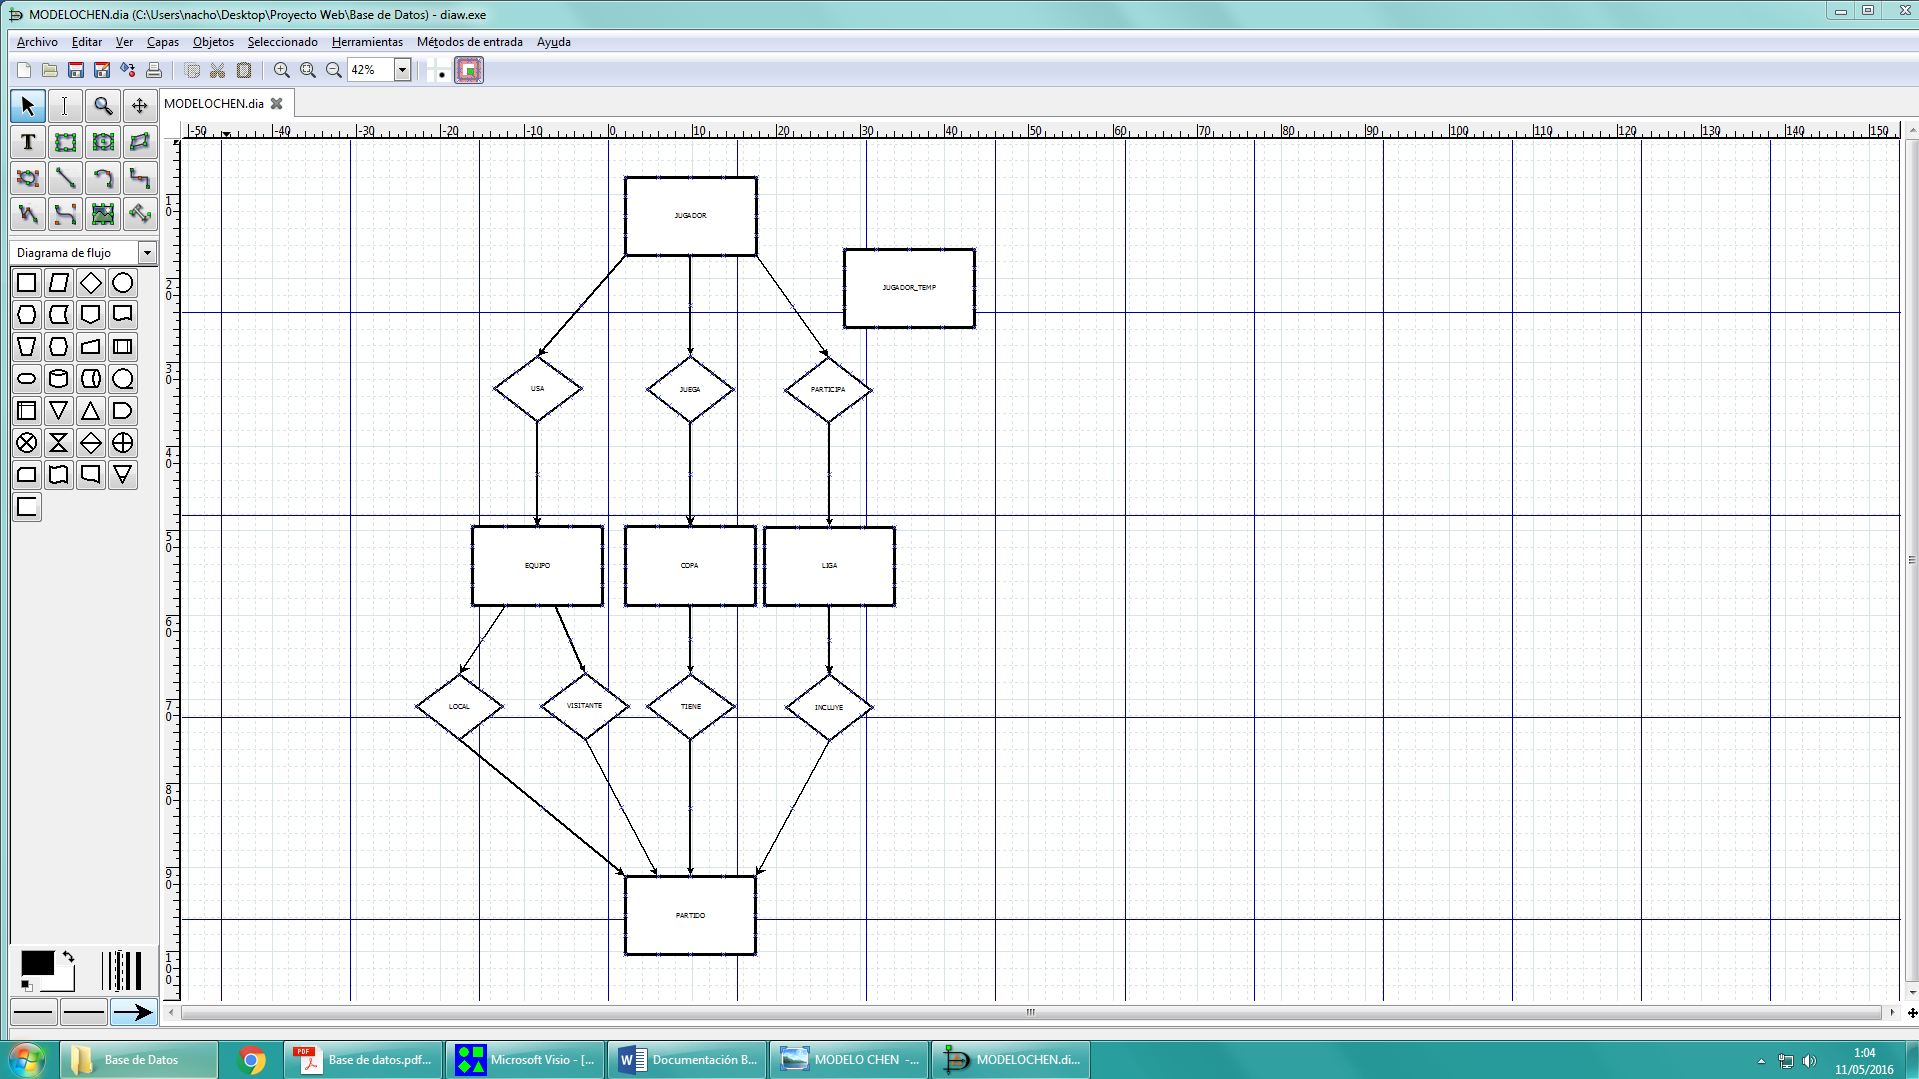 MODELOCHEN.dia (C:\Users\nacho\Desktop\Proyecto Web\Base de Datos) - diaw.exe
Archivo Editar Ver Capas Objetos Seleccionado Herramientas Métodos de entrada Ayuda
42%
MODELOCHEN.dia
-50 -40 -30 -20 -10 0 10 20 30 40 50 60 70 80 90 100 110 120 130 140 150
T
Diagrama de flujo
10
20
30
40
50
60
70
80
90
100
JUGADOR
JUGADOR_TEMP
USA
JUEGA
PARTICIPA
EQUIPO
COPA
LIGA
LOCAL
VISITANTE
TIENE
INCLUYE
PARTIDO
Base de Datos
PDF
Base de datos.pdf...
Microsoft Visio - [...
W
Documentación B...
MODELO CHEN -...
MODELOCHEN.di...
1:04
11/05/2016